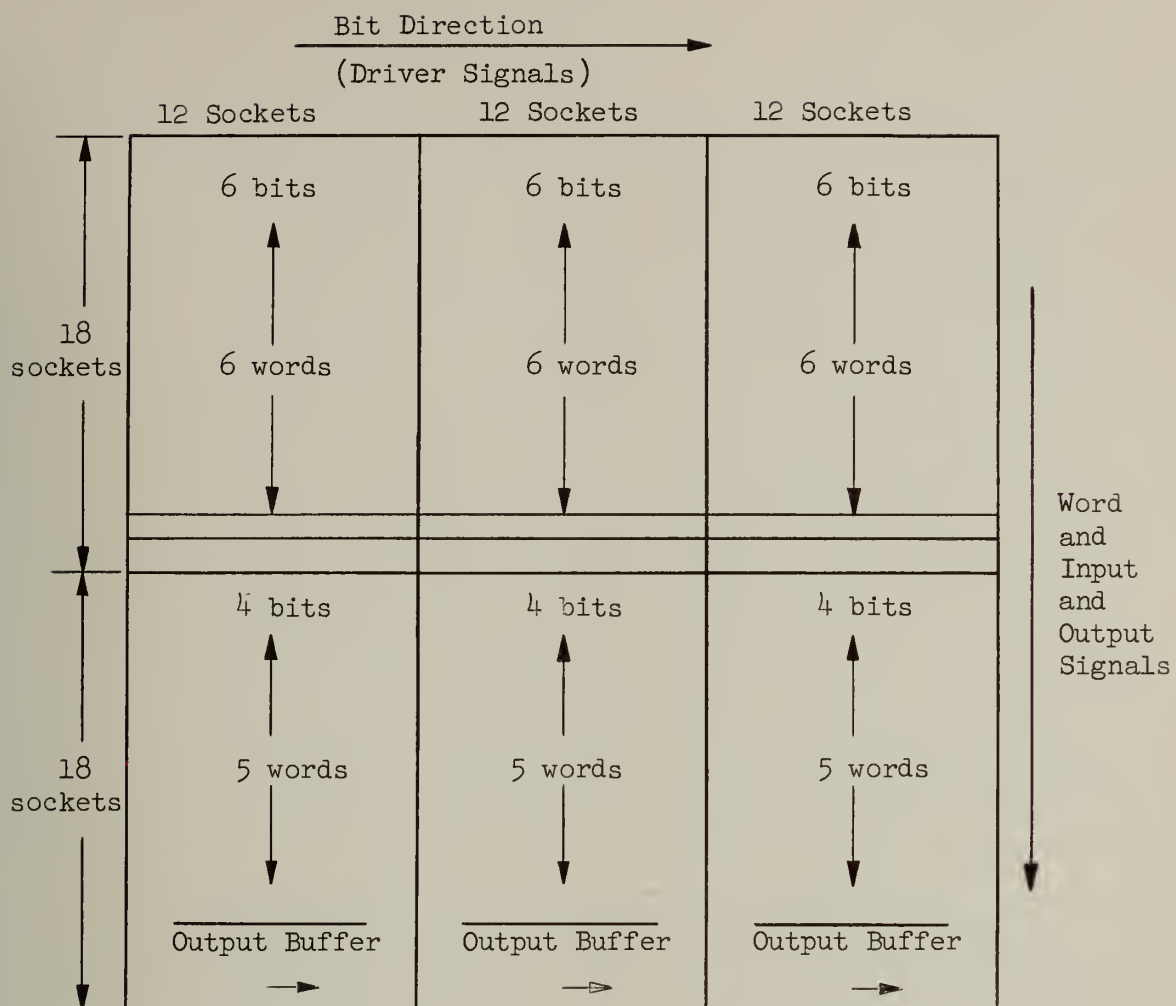 Bit Direction
(Driver Signals)
12 Sockets 12 Sockets 12 Sockets
6 bits 6 bits 6 bits
18
sockets
6 words 6 words 6 words
Word
and
Input
and
Output
Signals
4 bits 4 bits 4 bits
18
sockets
5 words 5 words 5 words
Output Buffer Output Buffer Output Buffer